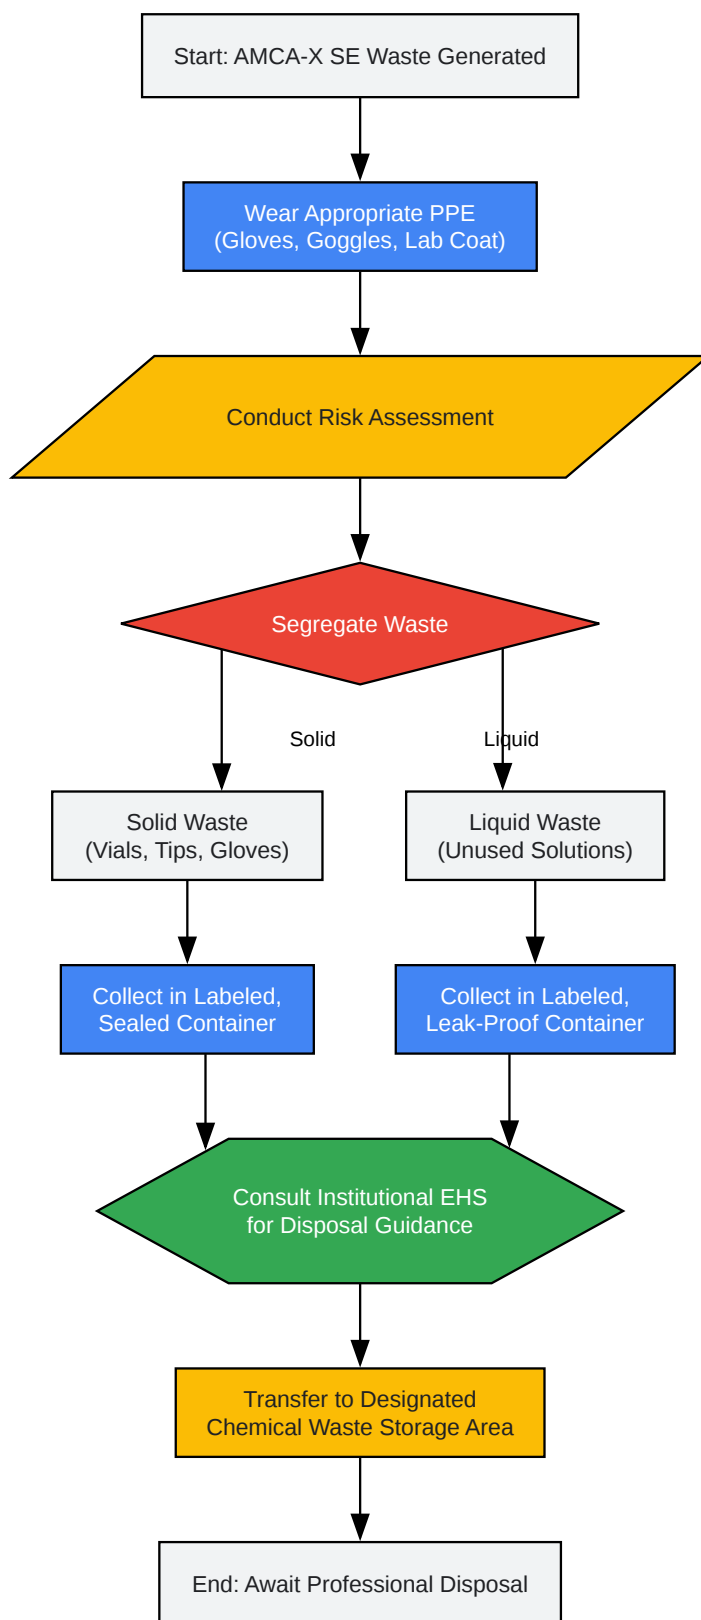 Start: AMCA-X SE Waste Generated
Wear Appropriate PPE
(Gloves, Goggles, Lab Coat)
Conduct Risk Assessment
Segregate Waste
Solid
Liquid
Solid Waste
(Vials, Tips, Gloves)
Liquid Waste
(Unused Solutions)
Collect in Labeled,
Sealed Container
Collect in Labeled,
Leak-Proof Container
Consult Institutional EHS
for Disposal Guidance
Transfer to Designated
Chemical Waste Storage Area
End: Await Professional Disposal